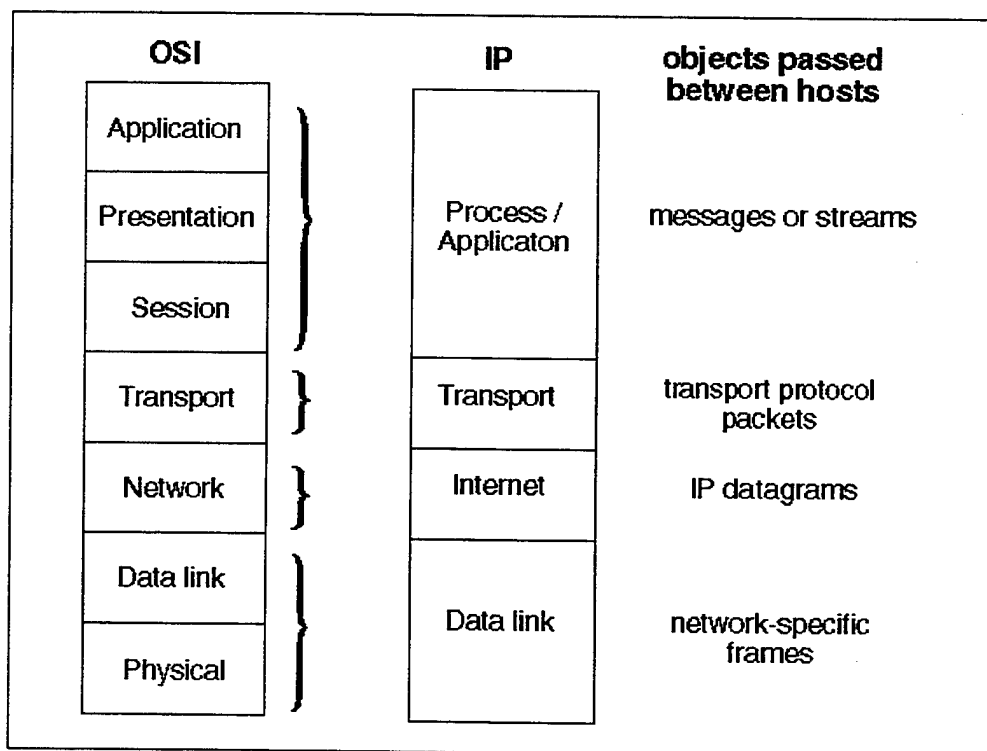 OSI
IP
objects passed
between hosts
Application
Presentation
Session
Transport
Network
Data link
Physical
Process /
Applicaton
Transport
Internet
Data link
messages or streams
transport protocol
packets
IP datagrams
network-specific
frames